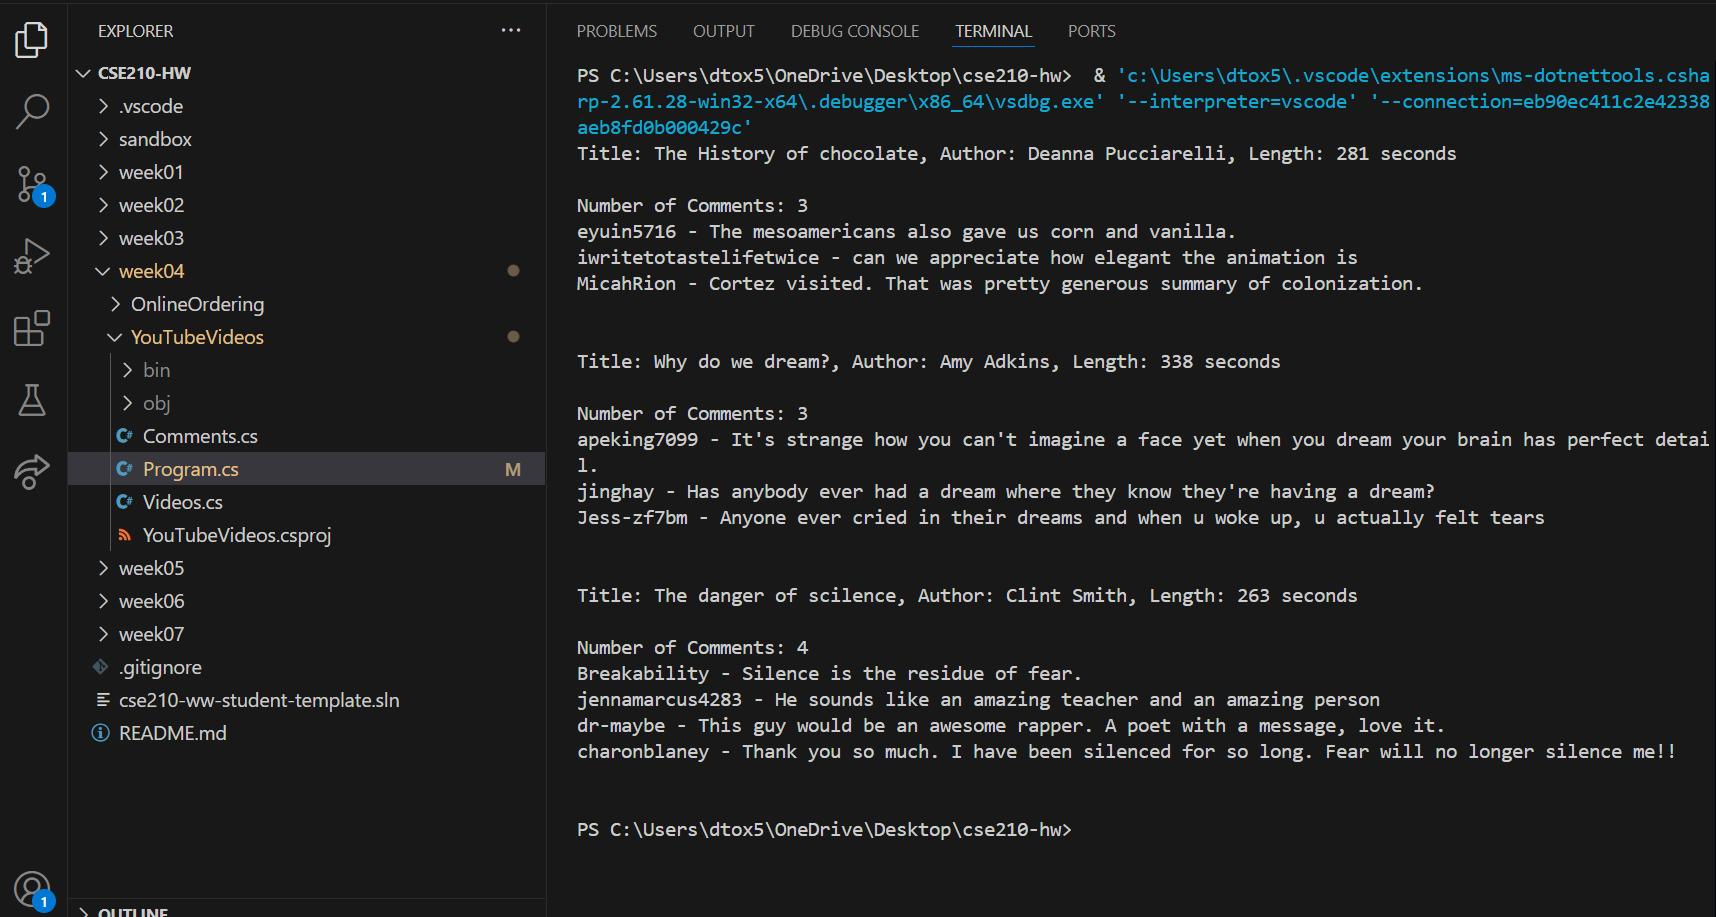 EXPLORER
CSE210-HW
.vscode
sandbox
week01
week02
week03
week04
OnlineOrdering
YouTubeVideos
bin
obj
C# Comments.cs
C# Program.cs M
C# Videos.cs
YouTubeVideos.csproj
week05
week06
week07
.gitignore
cse210-ww-student-template.sln
README.md
OUTLINE
1
1
PROBLEMS OUTPUT DEBUG CONSOLE TERMINAL PORTS
PS C:\Users\dtox5\OneDrive\Desktop\cse210-hw>  & 'c:\Users\dtox5\.vscode\extensions\ms-dotnettools.csha
rp-2.61.28-win32-x64\.debugger\x86_64\vsdbg.exe' '--interpreter=vscode' '--connection=eb90ec411c2e42338
aeb8fd0b000429c'
Title: The History of chocolate, Author: Deanna Pucciarelli, Length: 281 seconds
Number of Comments: 3
eyuin5716 - The mesoamericans also gave us corn and vanilla.
iwritetotastelifetwice - can we appreciate how elegant the animation is
MicahRion - Cortez visited. That was pretty generous summary of colonization.
Title: Why do we dream?, Author: Amy Adkins, Length: 338 seconds
Number of Comments: 3
apeking7099 - It's strange how you can't imagine a face yet when you dream your brain has perfect detai
l.
jinghay - Has anybody ever had a dream where they know they're having a dream?
Jess-zf7bm - Anyone ever cried in their dreams and when u woke up, u actually felt tears
Title: The danger of scilence, Author: Clint Smith, Length: 263 seconds
Number of Comments: 4
Breakability - Silence is the residue of fear.
jennamarcus4283 - He sounds like an amazing teacher and an amazing person
dr-maybe - This guy would be an awesome rapper. A poet with a message, love it.
charonblaney - Thank you so much. I have been silenced for so long. Fear will no longer silence me!!
PS C:\Users\dtox5\OneDrive\Desktop\cse210-hw>